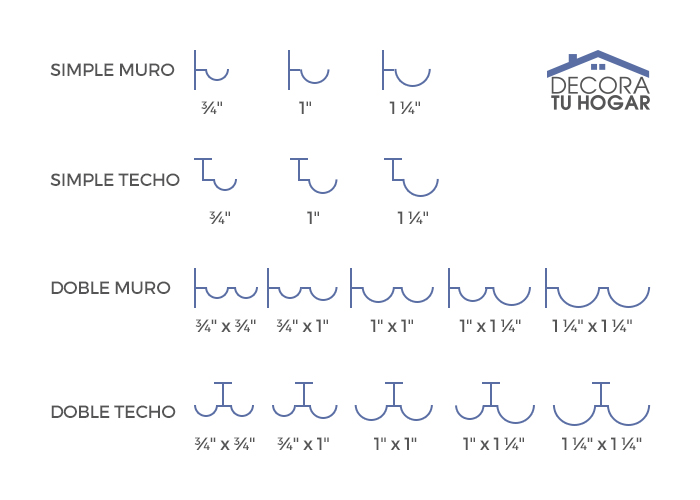 SIMPLE MURO
¾" 1" 1 ¼"
DECORA
TU HOGAR
SIMPLE TECHO
¾" 1" 1 ¼"
DOBLE MURO
¾" x ¾" ¾" x 1" 1" x 1" 1" x 1 ¼" 1 ¼" x 1 ¼"
DOBLE TECHO
¾" x ¾" ¾" x 1" 1" x 1" 1" x 1 ¼" 1 ¼" x 1 ¼"